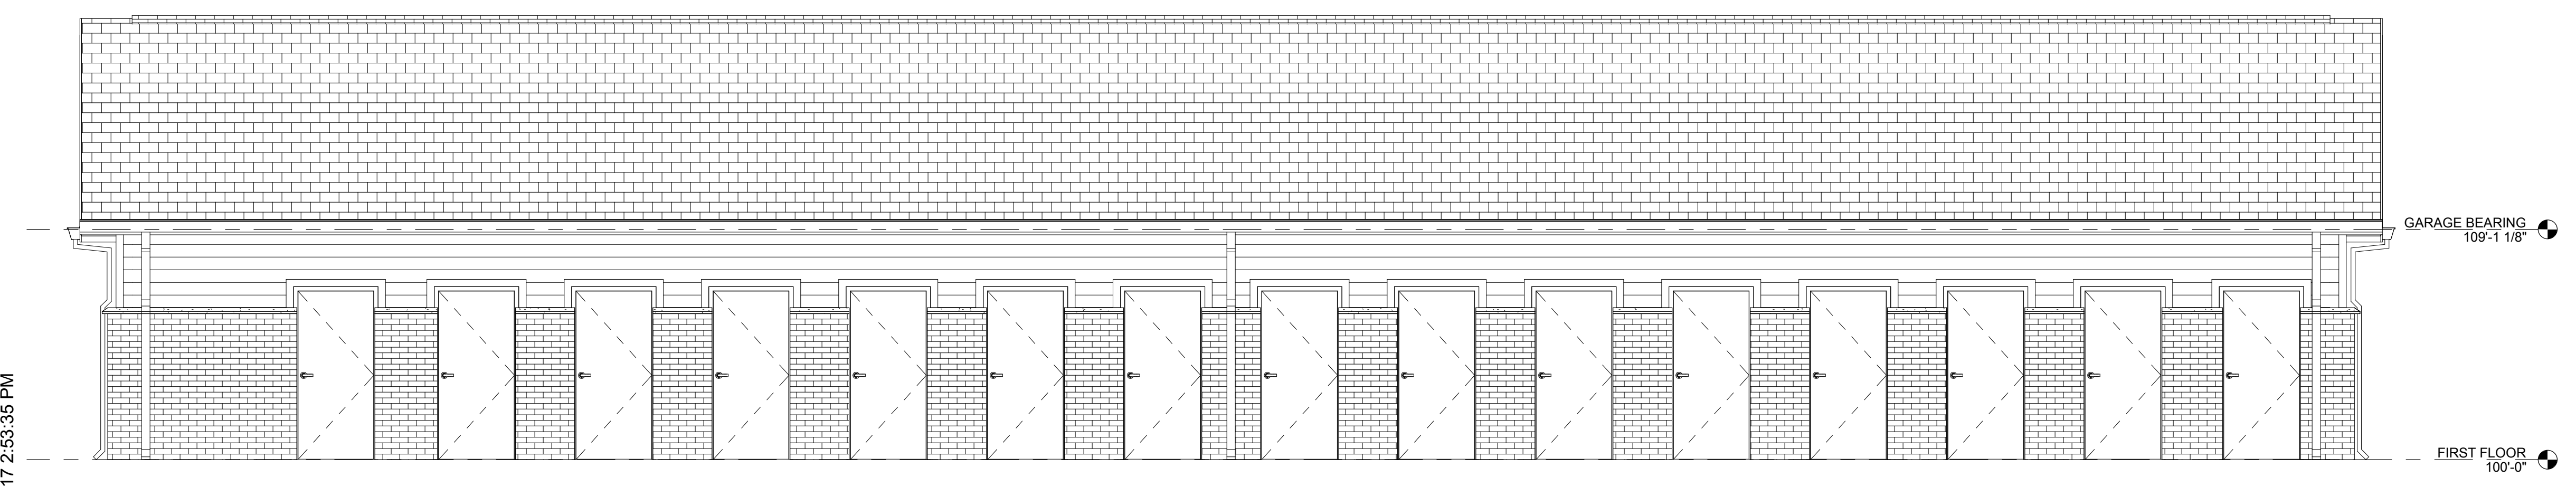 GARAGE BEARING
109'-1 1/8"
17 2:53:35 PM
FIRST FLOOR
100'-0"